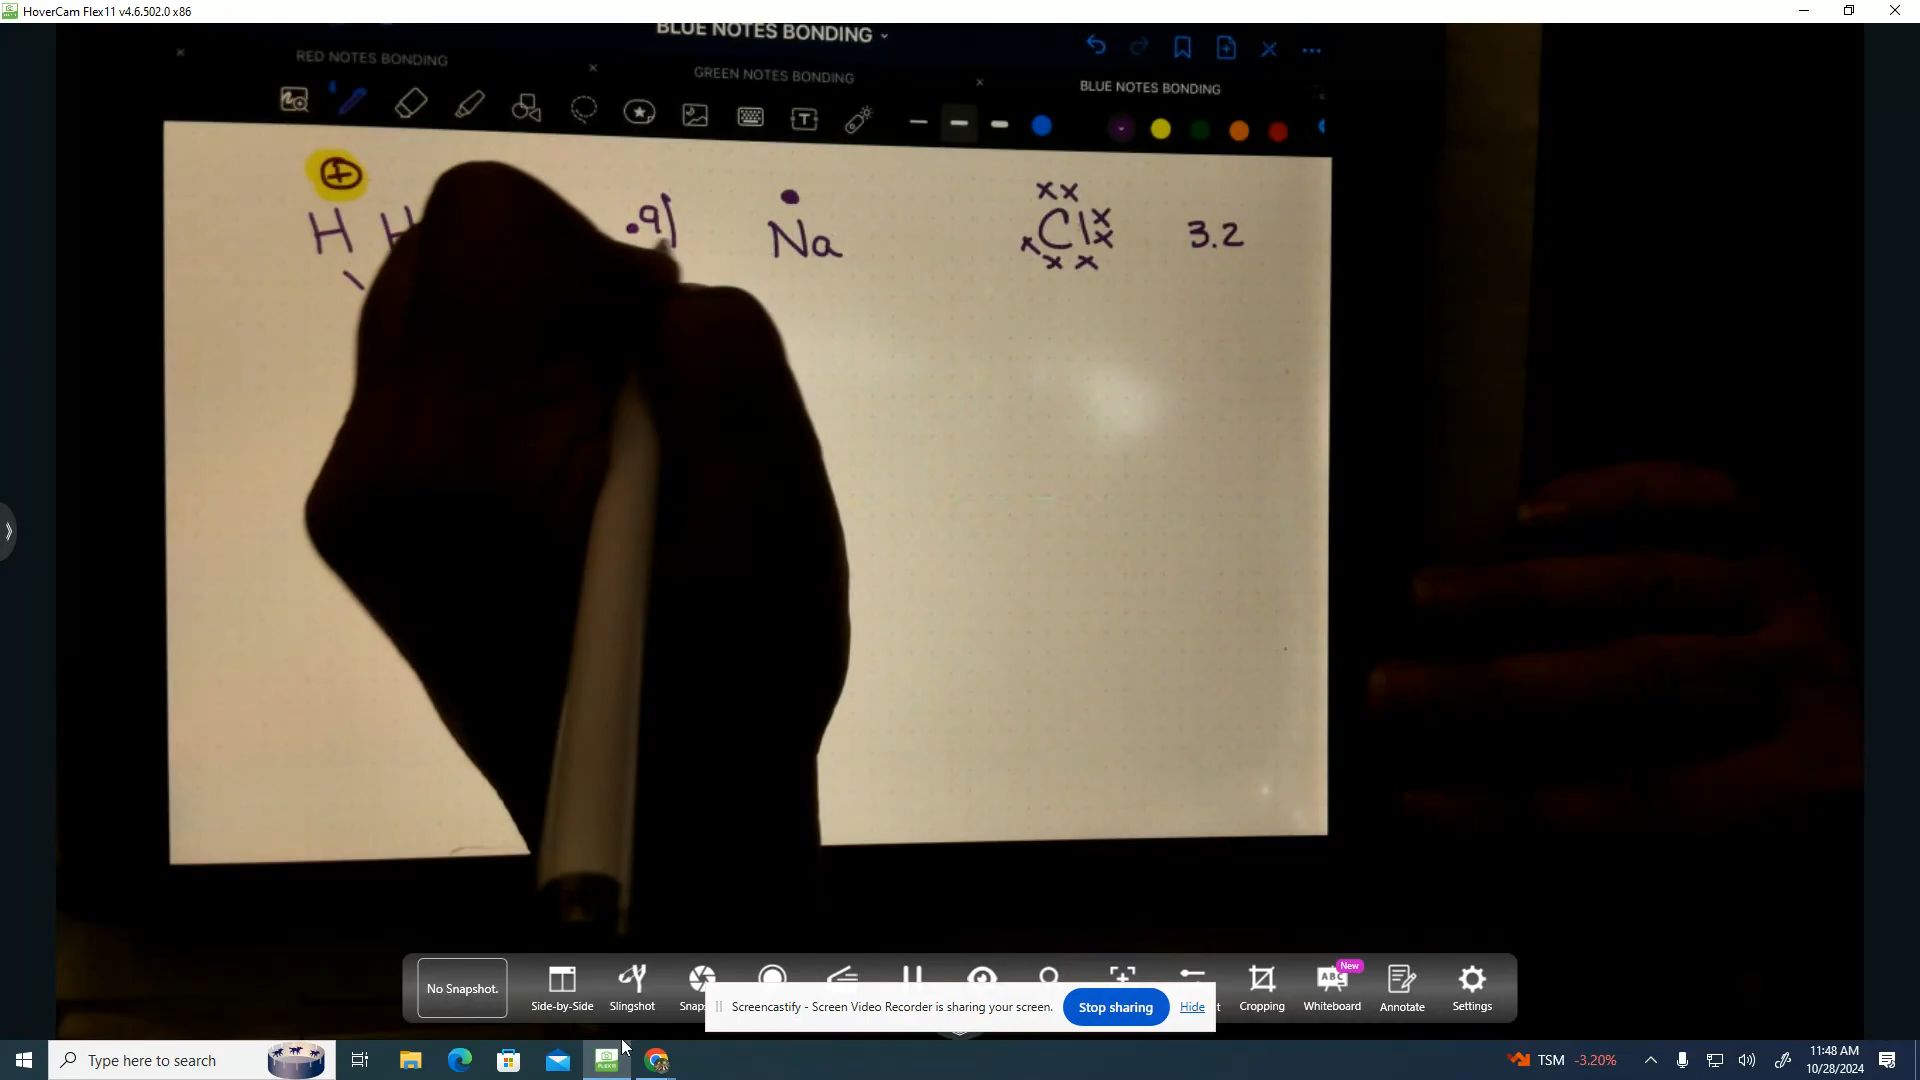 HoverCam Flex11 v4.6.502.0 x86
BLUE NOTES BONDING
RED NOTES BONDING
GREEN NOTES BONDING
BLUE NOTES BONDING
H H
.9
Na
Cl
3.2
No Snapshot.
Side-by-Side
Slingshot
Snaps
Cropping
New
Whiteboard
Annotate
Settings
Screencastify - Screen Video Recorder is sharing your screen.
Stop sharing
Hide
Type here to search
TSM -3.20%
11:48 AM
10/28/2024